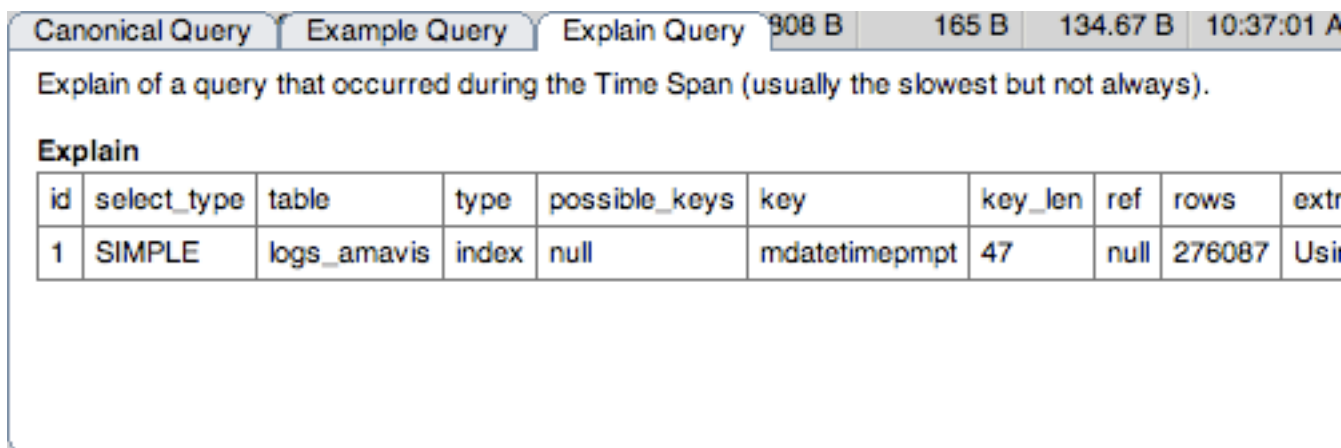 Canonical Query Example Query Explain Query 808 B 165 B 134.67 B 10:37:01
Explain of a query that occurred during the Time Span (usually the slowest but not always).
Explain
id select_type table type possible_keys key key_len ref rows
1 SIMPLE logs_amavis index null mdatetimepmpt 47 null 276087